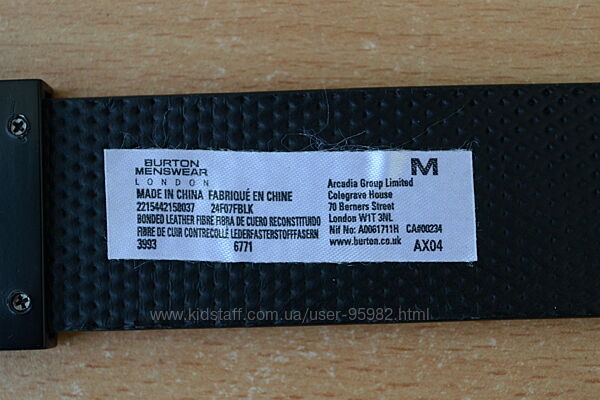 BURTON
MENSWEAR
LONDON
MADE IN CHINA FABRIQUÉ EN CHINE
2215442158037 24F07FBLK
BONDED LEATHER FIBRE FIBRA DE CUERO RECONSTITUIDO
FIBRE DE CUIR CONTRECOLLÉ LEDERFASERSTOFFFASERN
3993 6771
M
Arcadia Group Limited
Colegrave House
70 Berners Street
London W1T 3NL
Nif No: A0061711H CA#00234
www.burton.co.uk AX04
www.kidstaff.com.ua/user-95982.html